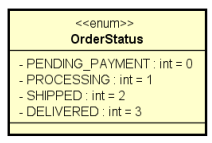 <<enum>>
OrderStatus
- PENDING_PAYMENT : int = 0
- PROCESSING : int = 1
- SHIPPED : int = 2
- DELIVERED : int = 3